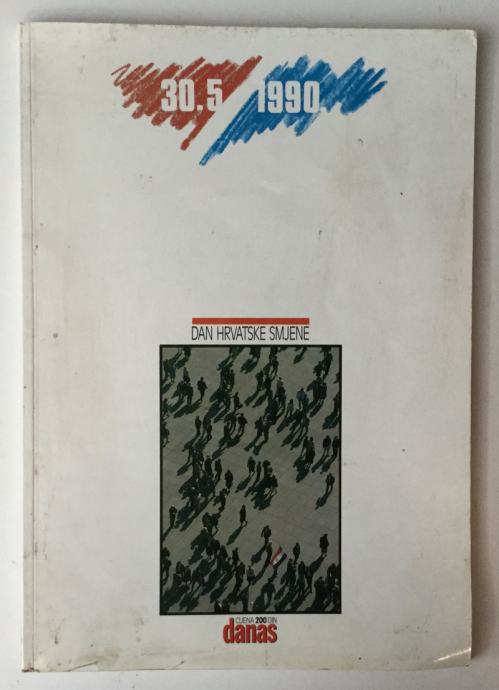 30.5 1990
DAN HRVATSKE SMJENE
CIJENA 200 DIN
danas